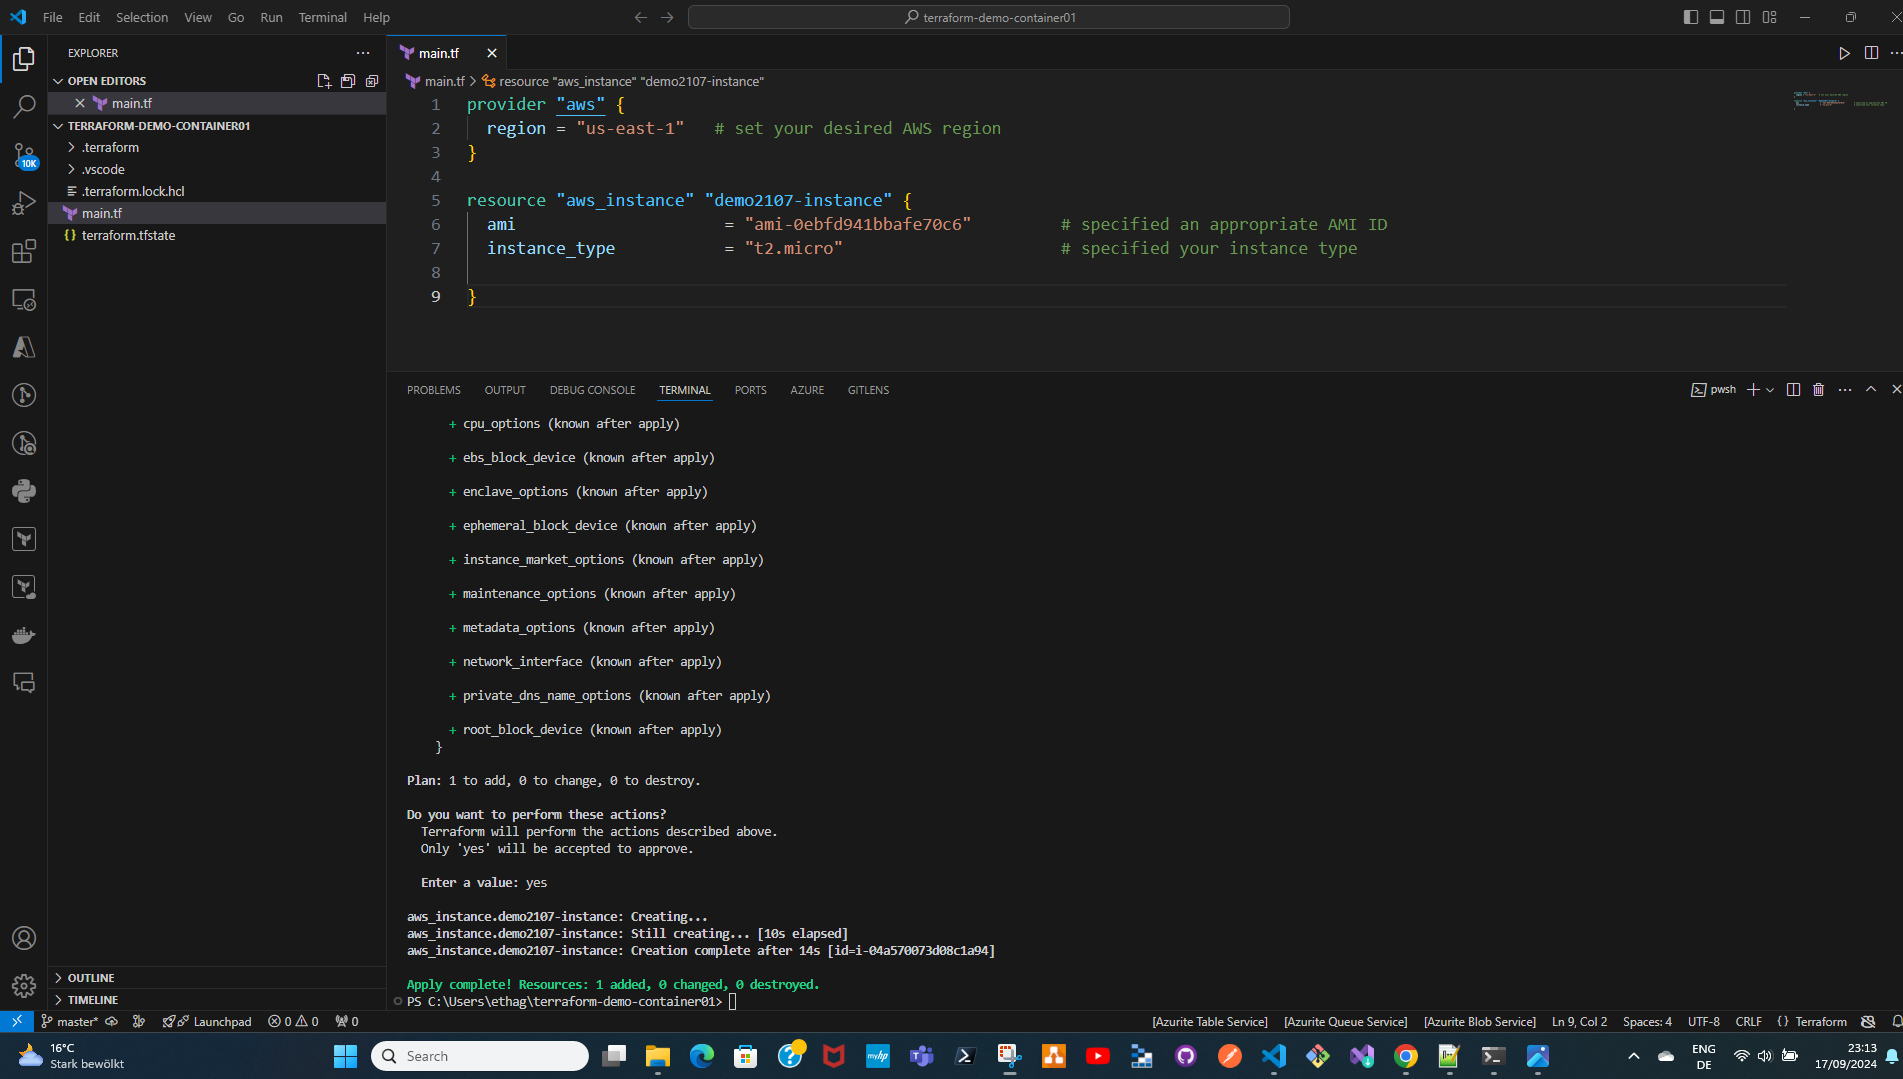 File Edit Selection View Go Run Terminal Help
terraform-demo-container01
EXPLORER
OPEN EDITORS
main.tf
TERRAFORM-DEMO-CONTAINER01
.terraform
.vscode
.terraform.lock.hcl
main.tf
terraform.tfstate
10K
OUTLINE
TIMELINE
main.tf
main.tf > resource "aws_instance" "demo2107-instance"
1 provider "aws" {
2 region = "us-east-1" # set your desired AWS region
3 }
4
5 resource "aws_instance" "demo2107-instance" {
6 ami = "ami-0ebfd941bbafe70c6" # specified an appropriate AMI ID
7 instance_type = "t2.micro" # specified your instance type
8
9 }
PROBLEMS OUTPUT DEBUG CONSOLE TERMINAL PORTS AZURE GITLENS
pwsh
+ cpu_options (known after apply)
+ ebs_block_device (known after apply)
+ enclave_options (known after apply)
+ ephemeral_block_device (known after apply)
+ instance_market_options (known after apply)
+ maintenance_options (known after apply)
+ metadata_options (known after apply)
+ network_interface (known after apply)
+ private_dns_name_options (known after apply)
+ root_block_device (known after apply)
}
Plan: 1 to add, 0 to change, 0 to destroy.
Do you want to perform these actions?
Terraform will perform the actions described above.
Only 'yes' will be accepted to approve.
Enter a value: yes
aws_instance.demo2107-instance: Creating...
aws_instance.demo2107-instance: Still creating... [10s elapsed]
aws_instance.demo2107-instance: Creation complete after 14s [id=i-04a570073d08c1a94]
Apply complete! Resources: 1 added, 0 changed, 0 destroyed.
PS C:\Users\ethag\terraform-demo-container01>
master* Launchpad 0 0 0 [Azurite Table Service] [Azurite Queue Service] [Azurite Blob Service] Ln 9, Col 2 Spaces: 4 UTF-8 CRLF {} Terraform
16°C
Stark bewölkt
Search
myhp
ENG
DE
23:13
17/09/2024